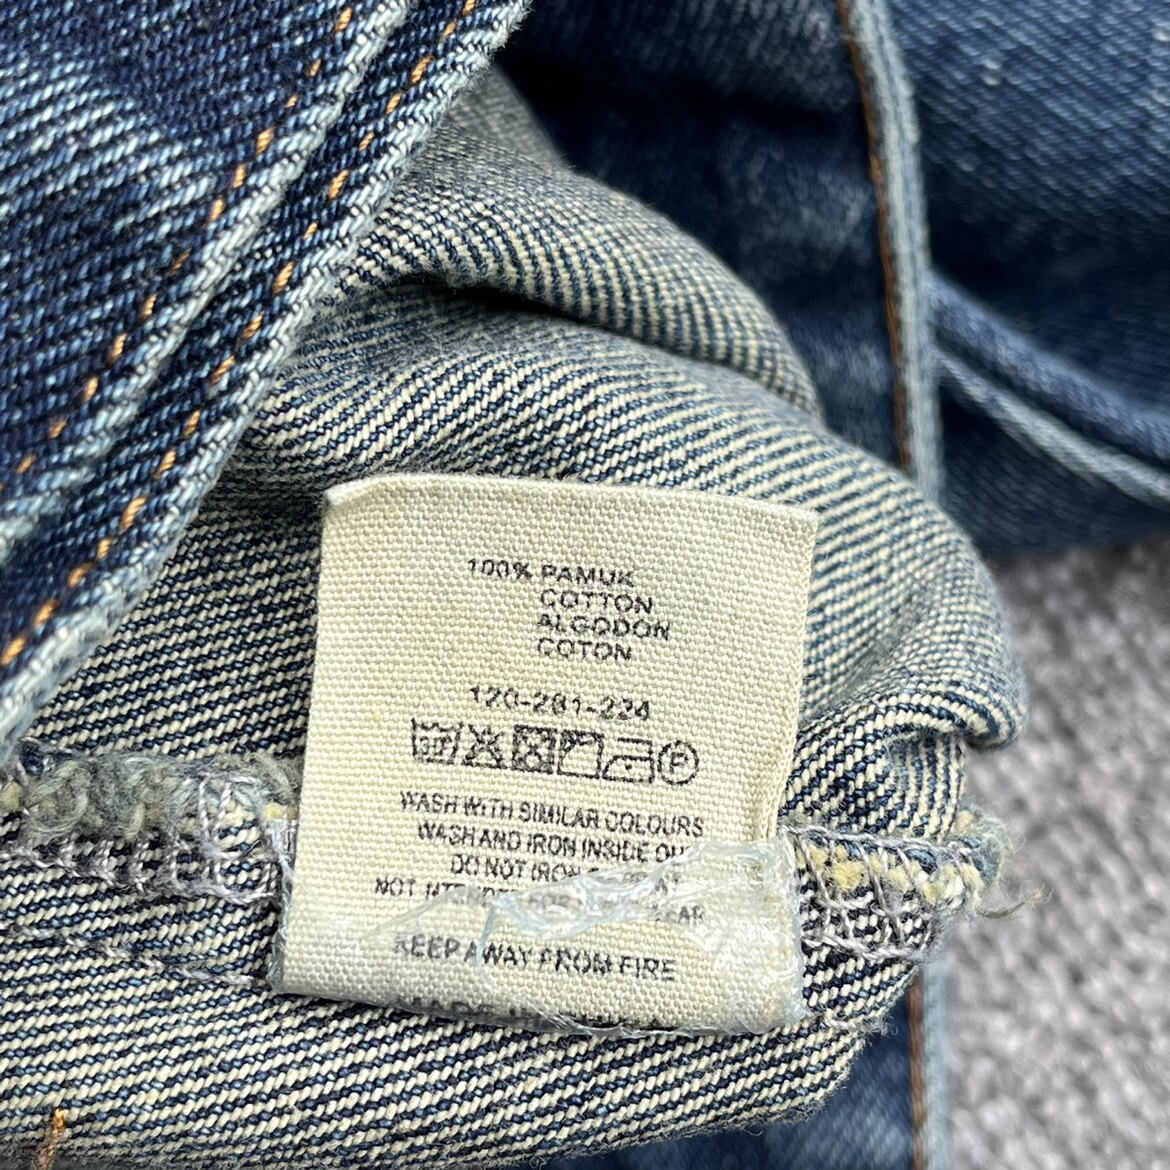 100% PAMUK
COTTON
ALGODON
COTON
120-281-224
30° P
WASH WITH SIMILAR COLOURS
WASH AND IRON INSIDE
DO NOT IRON
NOT
KEEP AWAY FROM FIRE